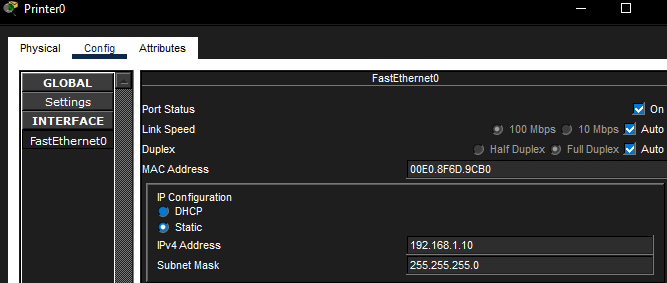 Printer0
Physical Config Attributes
GLOBAL
Settings
INTERFACE
FastEthernet0
FastEthernet0
Port Status On
Link Speed 100 Mbps 10 Mbps Auto
Duplex Half Duplex Full Duplex Auto
MAC Address 00E0.8F6D.9CB0
IP Configuration
DHCP
Static
IPv4 Address 192.168.1.10
Subnet Mask 255.255.255.0